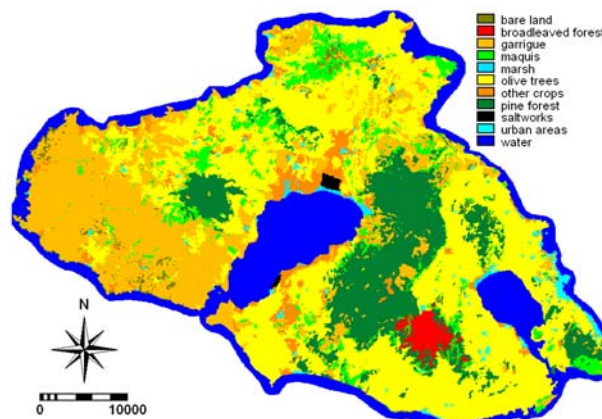 bare land
broadleaved forest
garrigue
maquis
marsh
olive trees
other crops
pine forest
saltworks
urban areas
water
N
0
10000